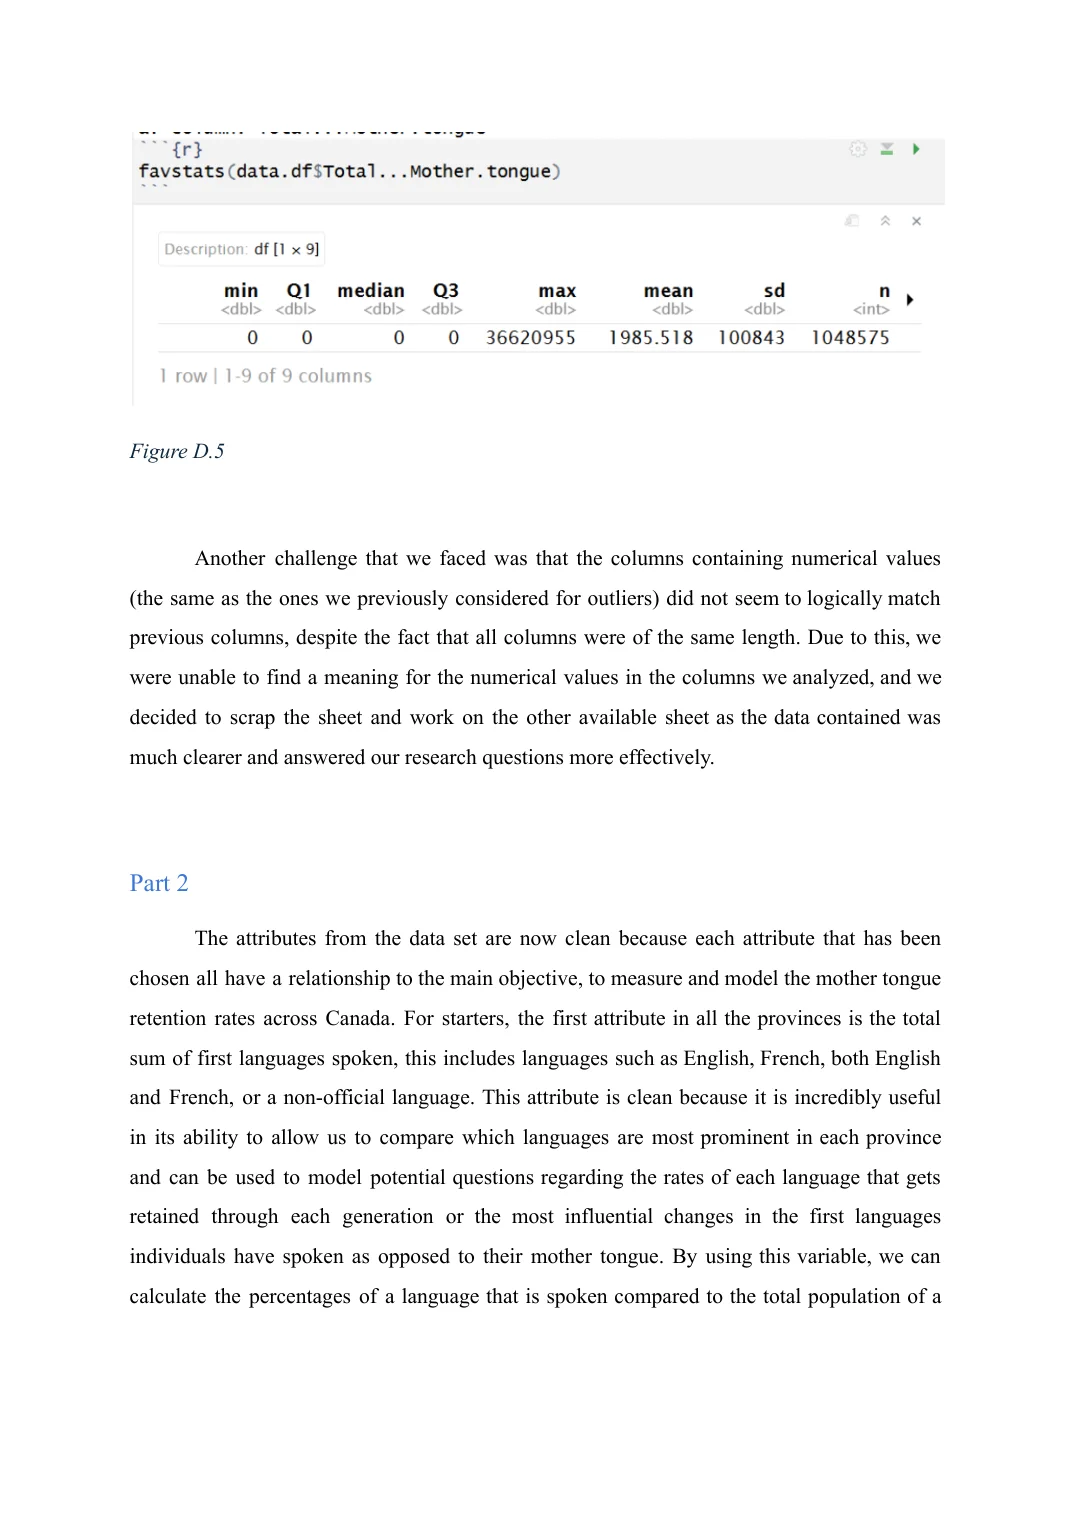 ```{r}
favstats(data.df$Total...Mother.tongue)
```
Description: df [1 × 9]
min Q1 median Q3 max mean sd n
<dbl> <dbl> <dbl> <dbl> <dbl> <dbl> <dbl> <int>
0 0 0 0 36620955 1985.518 100843 1048575
1 row | 1-9 of 9 columns
Figure D.5
Another challenge that we faced was that the columns containing numerical values
(the same as the ones we previously considered for outliers) did not seem to logically match
previous columns, despite the fact that all columns were of the same length. Due to this, we
were unable to find a meaning for the numerical values in the columns we analyzed, and we
decided to scrap the sheet and work on the other available sheet as the data contained was
much clearer and answered our research questions more effectively.
Part 2
The attributes from the data set are now clean because each attribute that has been
chosen all have a relationship to the main objective, to measure and model the mother tongue
retention rates across Canada. For starters, the first attribute in all the provinces is the total
sum of first languages spoken, this includes languages such as English, French, both English
and French, or a non-official language. This attribute is clean because it is incredibly useful
in its ability to allow us to compare which languages are most prominent in each province
and can be used to model potential questions regarding the rates of each language that gets
retained through each generation or the most influential changes in the first languages
individuals have spoken as opposed to their mother tongue. By using this variable, we can
calculate the percentages of a language that is spoken compared to the total population of a